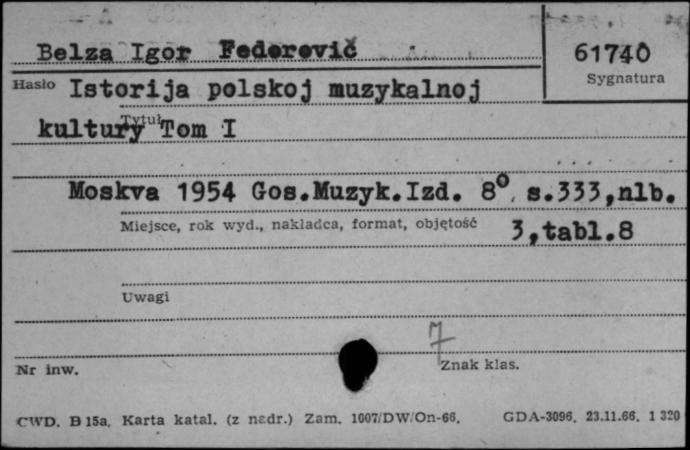 Belza Igor Federovič
61740
Sygnatura
Hasło Istorija polskoj muzykalnoj
Tytuł
kultury Tom I
Moskva 1954 Gos.Muzyk.Izd. 8° s.333,nlb.
Miejsce, rok wyd., nakładca, format, objętość 3,tabl.8
Uwagi
7
Nr inw. Znak klas.
CWD. B 15a. Karta katal. (z nadr.) Zam. 1007/DW/On-66. GDA-3096. 23.11.66. 1 320